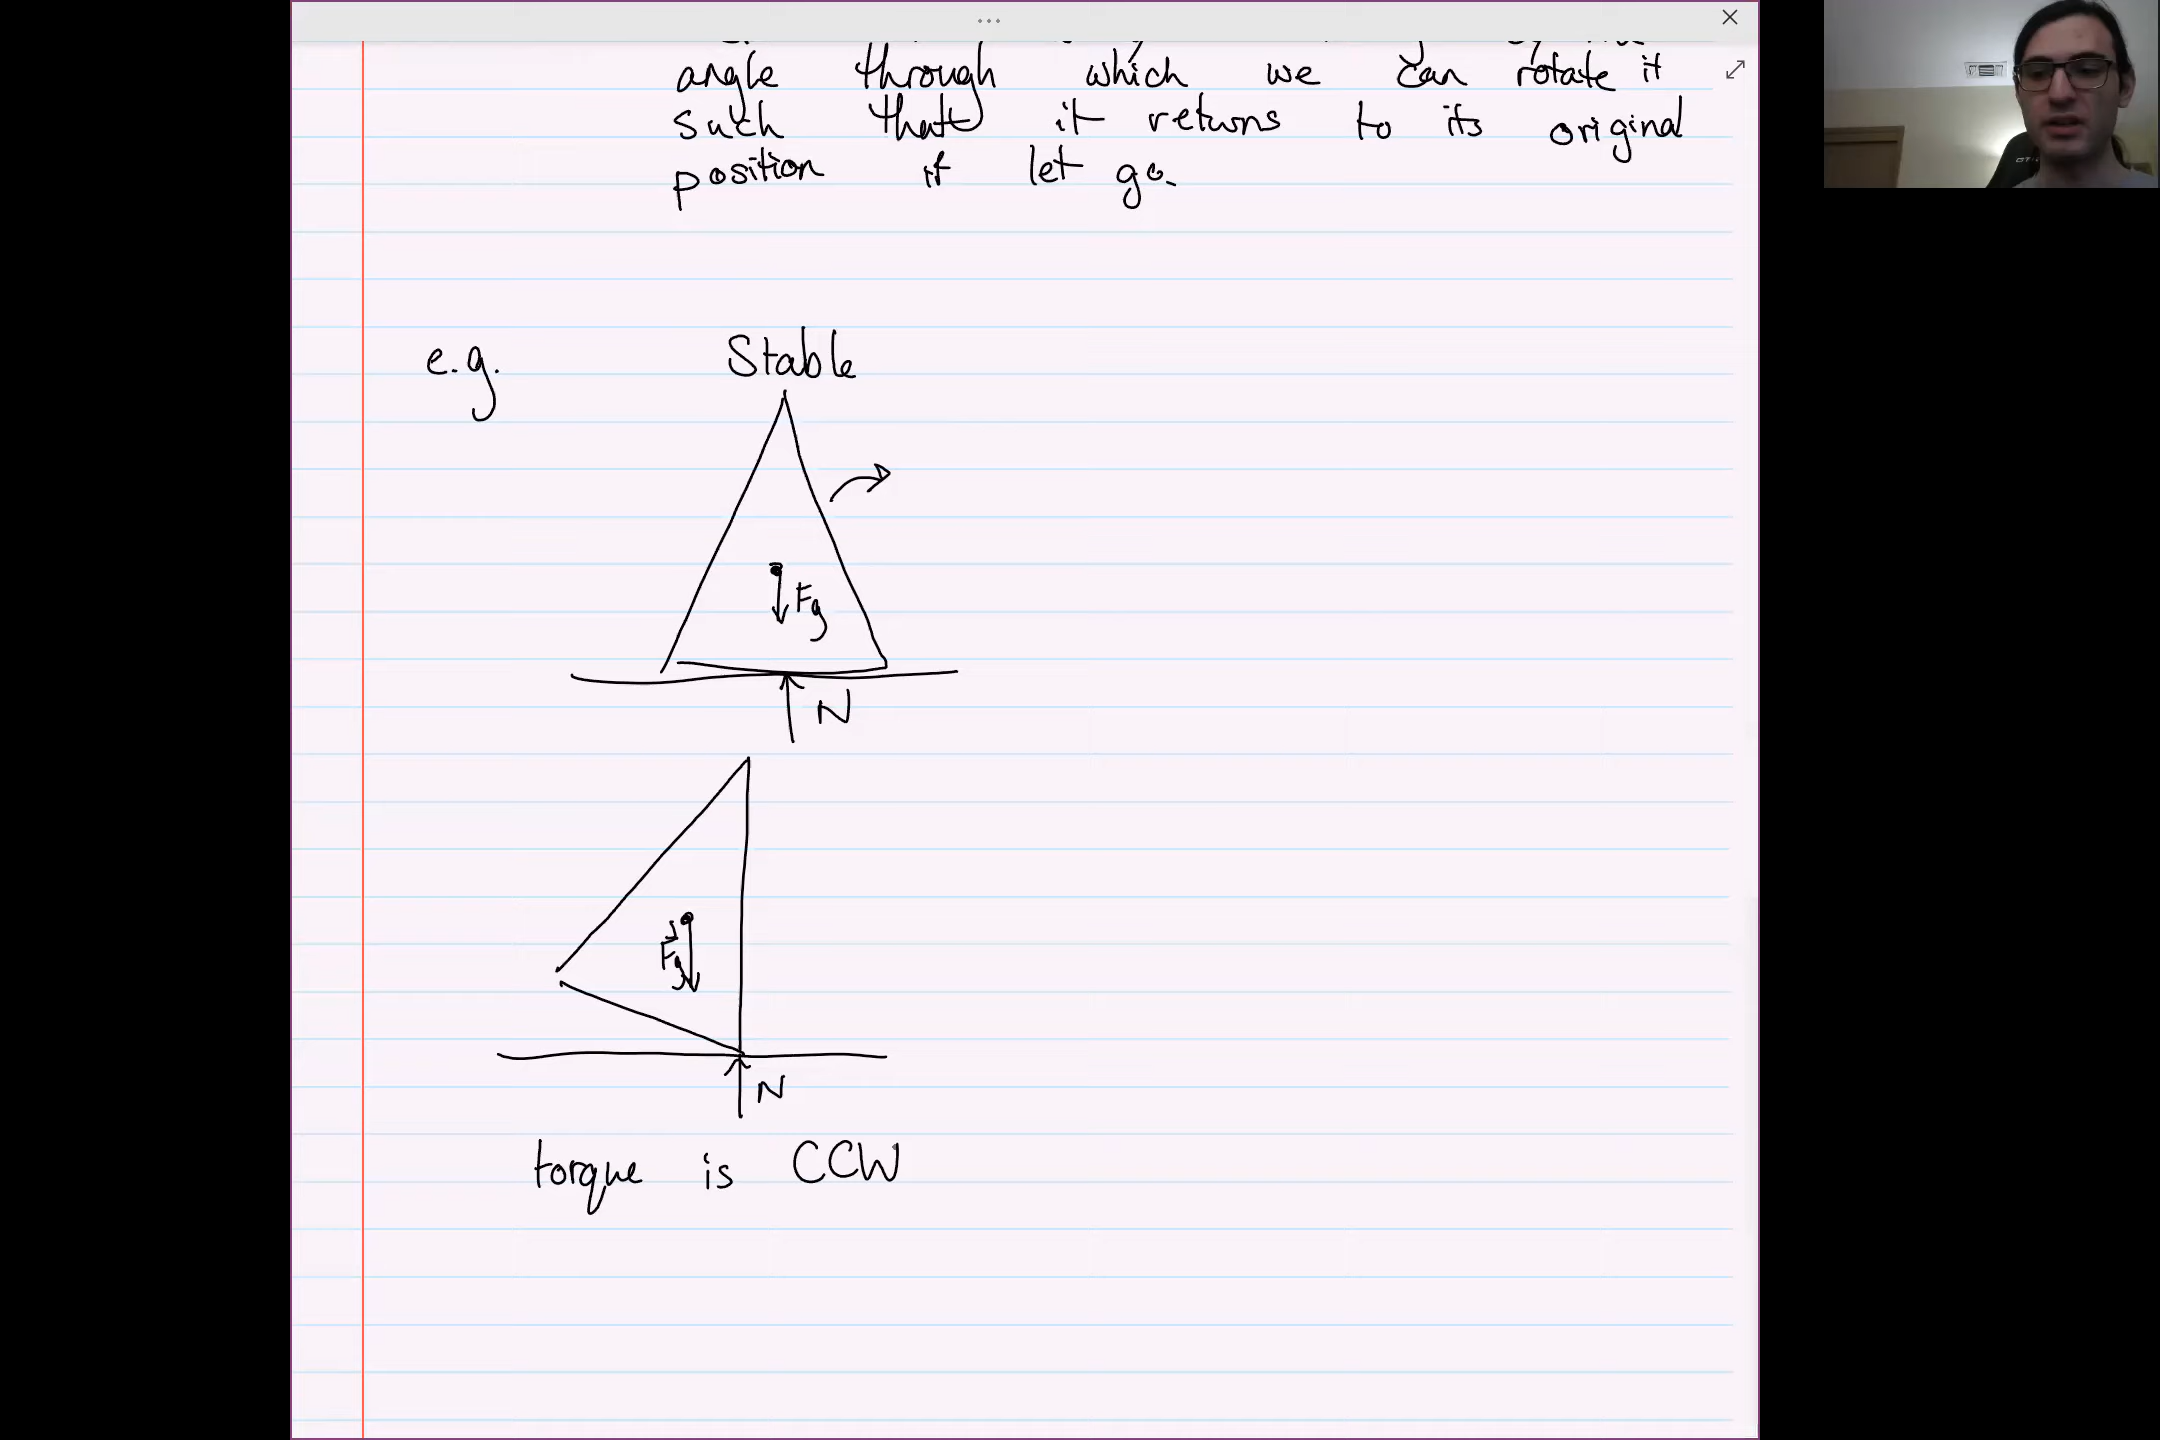 angle through which we can rotate it
such that it returns to its original
position if let go.
e.g. Stable
Fg
N
Fg
N
torque is CCW